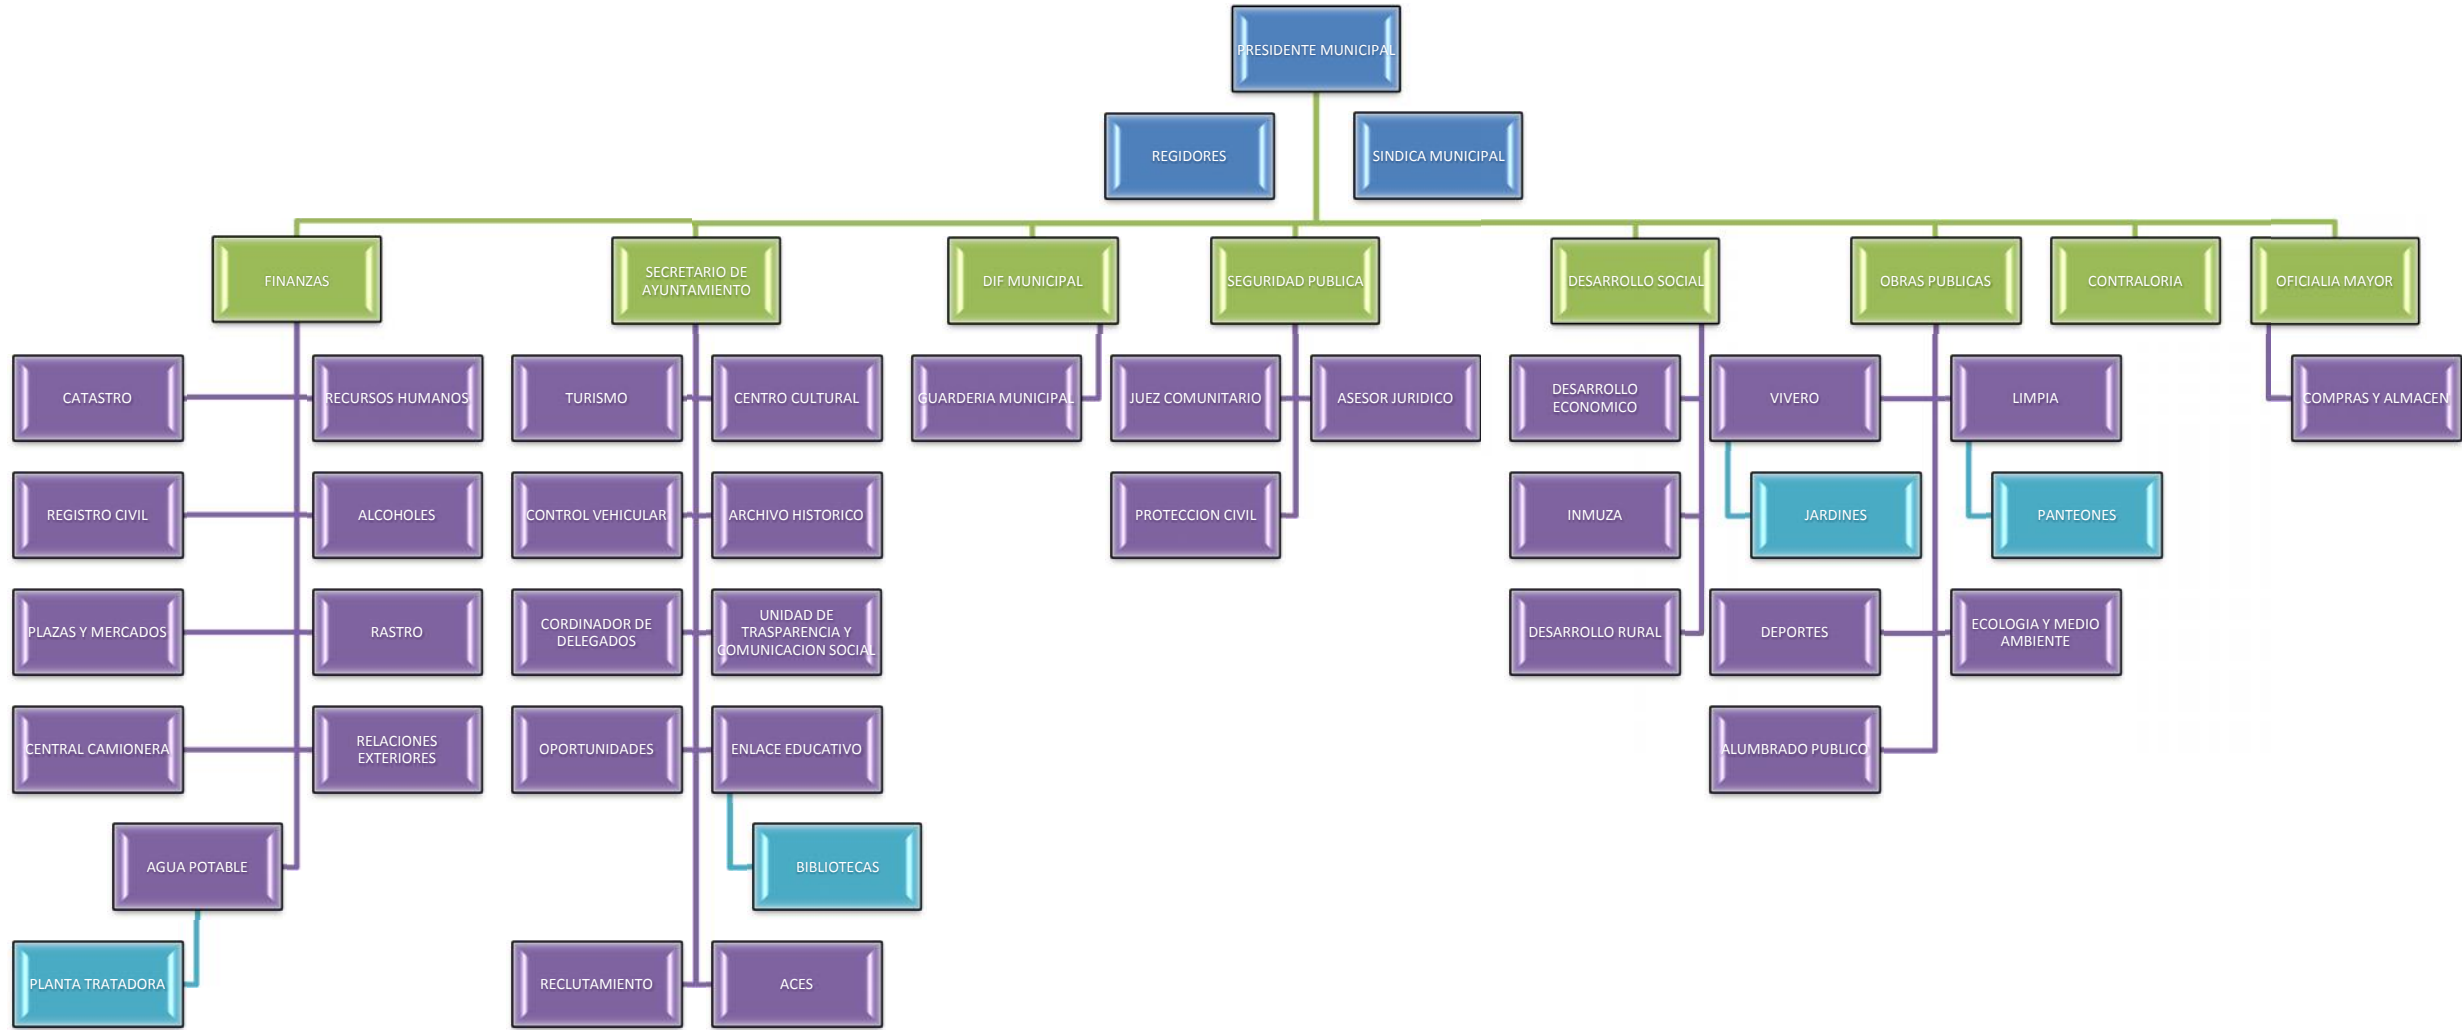 PRESIDENTE MUNICIPAL
REGIDORES
SINDICA MUNICIPAL
FINANZAS
SECRETARIO DE
AYUNTAMIENTO
DIF MUNICIPAL
SEGURIDAD PUBLICA
DESARROLLO SOCIAL
OBRAS PUBLICAS
CONTRALORIA
OFICIALIA MAYOR
CATASTRO
RECURSOS HUMANOS
TURISMO
CENTRO CULTURAL
GUARDERIA MUNICIPAL
JUEZ COMUNITARIO
ASESOR JURIDICO
DESARROLLO
ECONOMICO
VIVERO
LIMPIA
COMPRAS Y ALMACEN
REGISTRO CIVIL
ALCOHOLES
CONTROL VEHICULAR
ARCHIVO HISTORICO
PROTECCION CIVIL
INMUZA
JARDINES
PANTEONES
PLAZAS Y MERCADOS
RASTRO
CORDINADOR DE
DELEGADOS
UNIDAD DE
TRASPARENCIA Y
COMUNICACION SOCIAL
DESARROLLO RURAL
DEPORTES
ECOLOGIA Y MEDIO
AMBIENTE
CENTRAL CAMIONERA
RELACIONES
EXTERIORES
OPORTUNIDADES
ENLACE EDUCATIVO
ALUMBRADO PUBLICO
AGUA POTABLE
BIBLIOTECAS
PLANTA TRATADORA
RECLUTAMIENTO
ACES